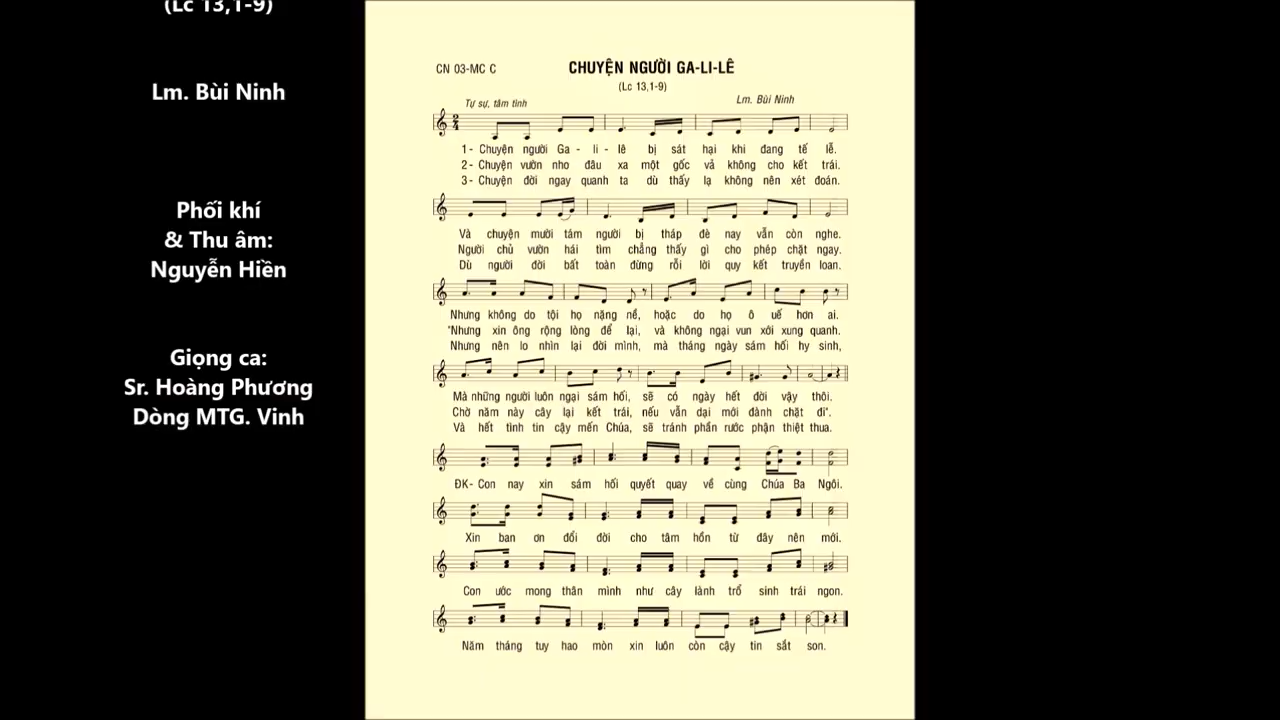 (Lc 13,1-9)
Lm. Bùi Ninh
Phối khí
& Thu âm:
Nguyễn Hiền
Giọng ca:
Sr. Hoàng Phương
Dòng MTG. Vinh
CN 03-MC C
CHUYỆN NGƯỜI GA-LI-LÊ
(Lc 13,1-9)
Tự sự, tâm tình
Lm. Bùi Ninh
1- Chuyện người Ga - li - lê bị sát hại khi đang tế lễ.
2- Chuyện vườn nho đâu xa một gốc vả không cho kết trái.
3- Chuyện đời ngay quanh ta dù thấy lạ không nên xét đoán.
Và chuyện mười tám người bị tháp đè nay vẫn còn nghe.
Người chủ vườn hái tìm chẳng thấy gì cho phép chặt ngay.
Dù người đời bất toàn đừng rỗi lời quy kết truyền loan.
Nhưng không do tội họ nặng nề, hoặc do họ ô uế hơn ai.
"Nhưng xin ông rộng lòng để lại, và không ngại vun xới xung quanh.
Nhưng nên lo nhìn lại đời mình, mà tháng ngày sám hối hy sinh,
Mà những người luôn ngại sám hối, sẽ có ngày hết đời vậy thôi.
Chờ năm này cây lại kết trái, nếu vẫn dại mới đành chặt đi".
Và hết tình tin cậy mến Chúa, sẽ tránh phần rước phận thiệt thua.
ĐK- Con nay xin sám hối quyết quay về cùng Chúa Ba Ngôi.
Xin ban ơn đổi đời cho tâm hồn từ đây nên mới.
Con ước mong thân mình như cây lành trổ sinh trái ngon.
Năm tháng tuy hao mòn xin luôn còn cậy tin sắt son.